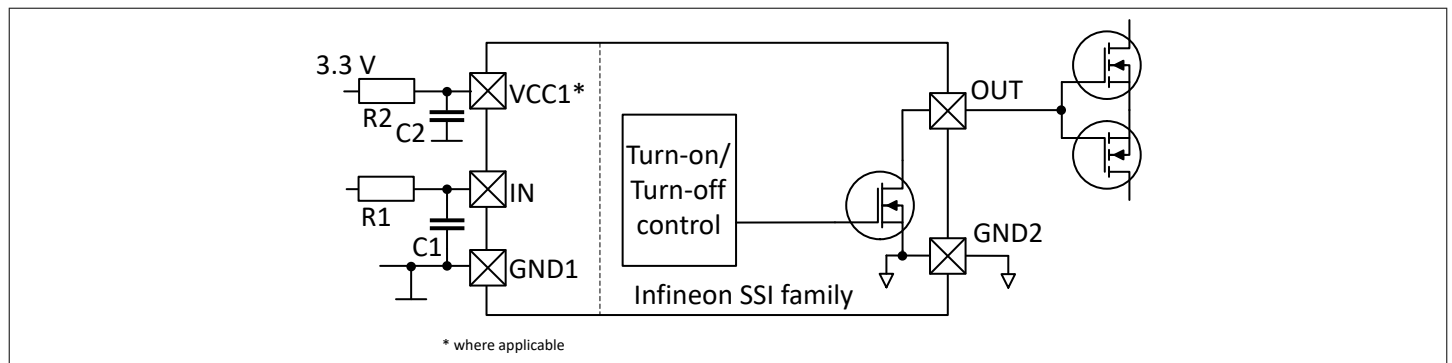 3.3 V
VCC1*
R2
C2
IN
R1
C1
GND1
Turn-on/
Turn-off
control
OUT
GND2
Infineon SSI family
* where applicable